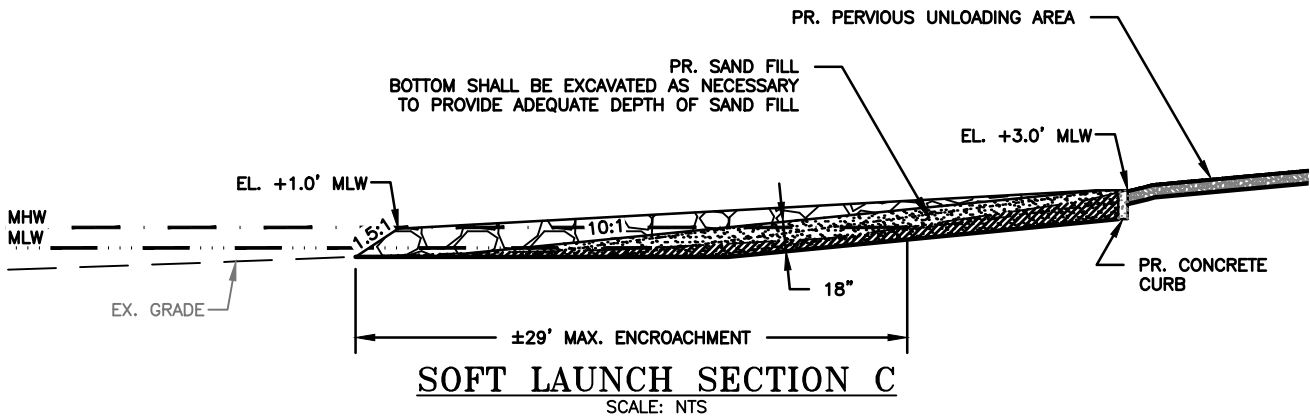 PR. PERVIOUS UNLOADING AREA
PR. SAND FILL
BOTTOM SHALL BE EXCAVATED AS NECESSARY
TO PROVIDE ADEQUATE DEPTH OF SAND FILL
EL. +3.0' MLW
EL. +1.0' MLW
MHW
MLW
1.5:1
10:1
EX. GRADE
18"
PR. CONCRETE
CURB
±29' MAX. ENCROACHMENT
SOFT LAUNCH SECTION C
SCALE: NTS